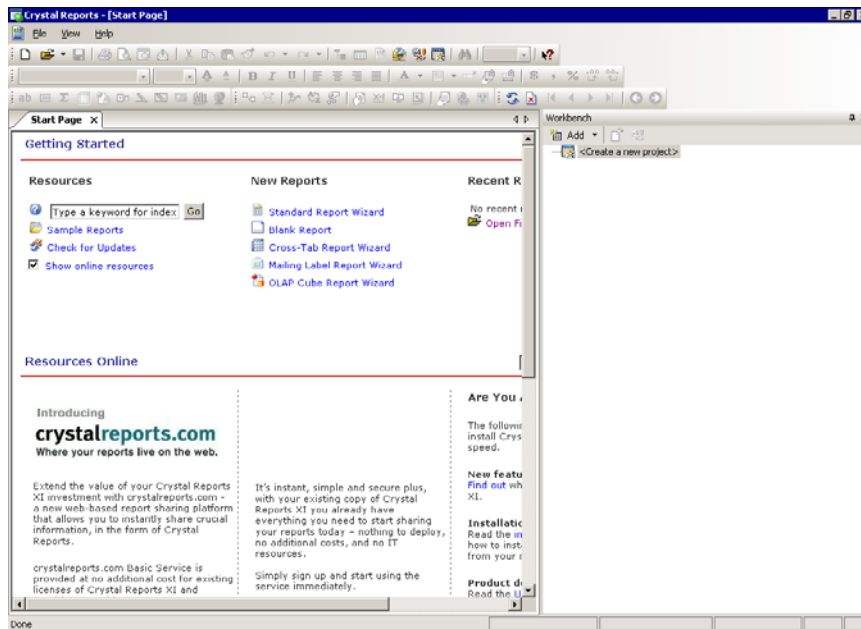 Crystal Reports - [Start Page]
File View Help
Start Page
Workbench
Add
<Create a new project>
Getting Started
Resources
Type a keyword for index
Go
Sample Reports
Check for Updates
Show online resources
New Reports
Standard Report Wizard
Blank Report
Cross-Tab Report Wizard
Mailing Label Report Wizard
OLAP Cube Report Wizard
Recent R
No recent
Open Fi
Resources Online
Introducing
crystalreports.com
Where your reports live on the web.
Extend the value of your Crystal Reports
XI investment with crystalreports.com -
a new web-based report sharing platform
that allows you to instantly share crucial
information, in the form of Crystal
Reports.
crystalreports.com Basic Service is
provided at no additional cost for existing
licenses of Crystal Reports XI and
It's instant, simple and secure plus,
with your existing copy of Crystal
Reports XI you already have
everything you need to start sharing
your reports today – nothing to deploy,
no additional costs, and no IT
resources.
Simply sign up and start using the
service immediately.
Are You
The followin
install Crys
speed.
New featu
Find out wh
XI.
Installatic
Read the in
how to inst
from your
Product d
Read the U
Done